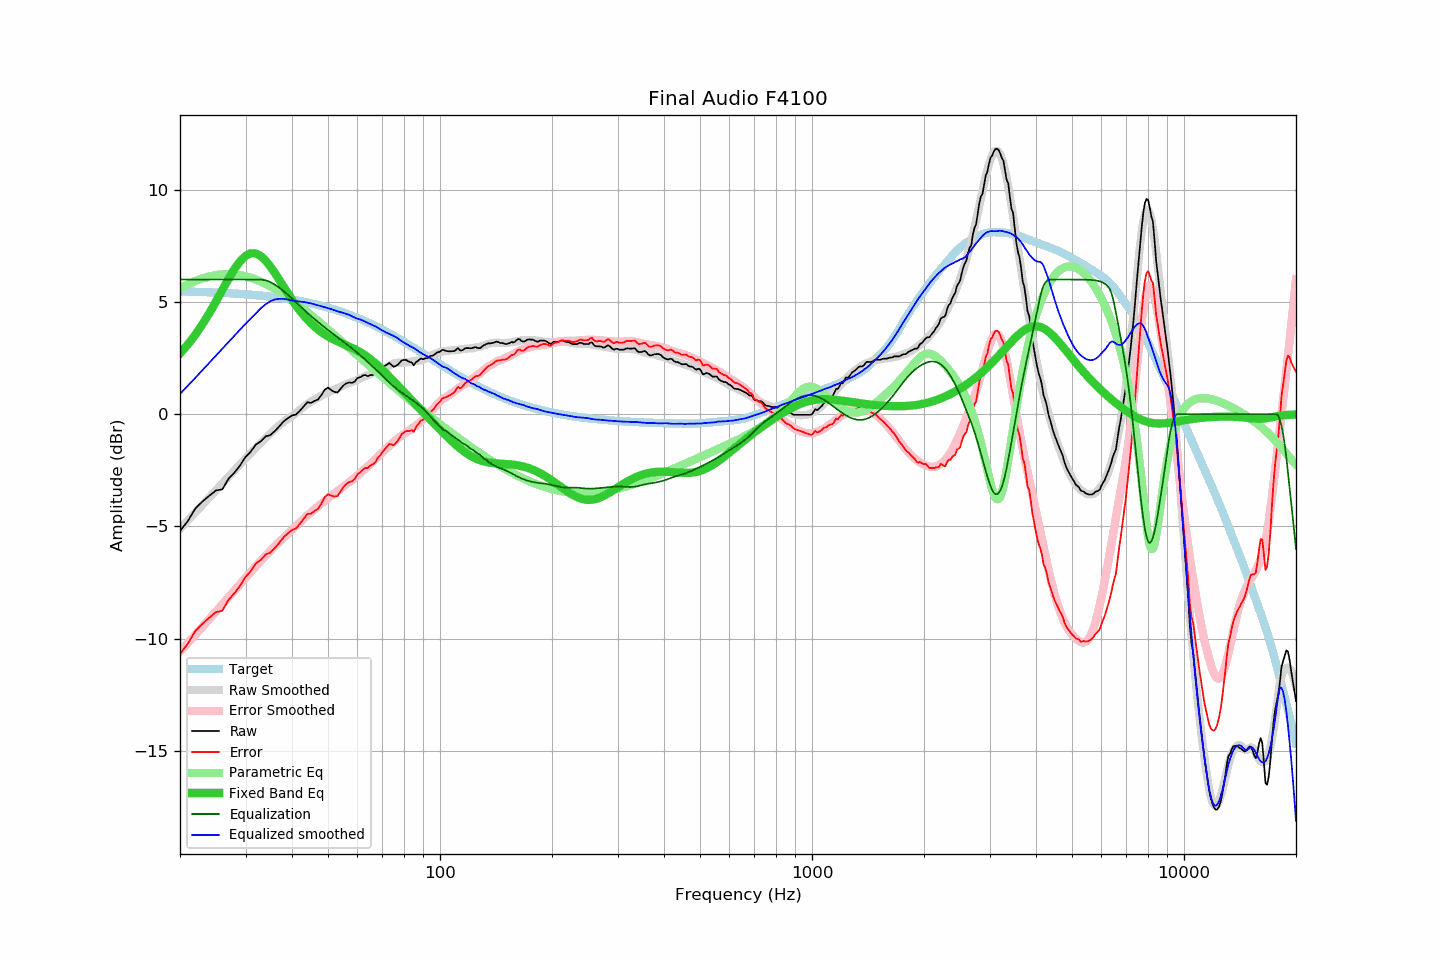 Final Audio F4100
Amplitude (dBr)
10
5
0
−5
−10
−15
Target
Raw Smoothed
Error Smoothed
Raw
Error
Parametric Eq
Fixed Band Eq
Equalization
Equalized smoothed
100
1000
10000
Frequency (Hz)